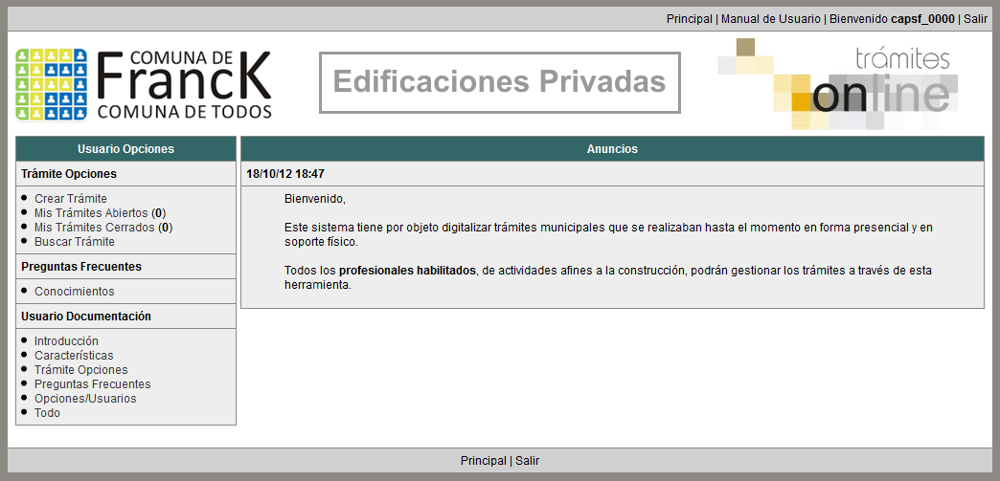 Principal | Manual de Usuario | Bienvenido capsf_0000 | Salir
COMUNA DE
FrancK
COMUNA DE TODOS
Edificaciones Privadas
trámites
online
Usuario Opciones
Trámite Opciones
Crear Trámite
Mis Trámites Abiertos (0)
Mis Trámites Cerrados (0)
Buscar Trámite
Preguntas Frecuentes
Conocimientos
Usuario Documentación
Introducción
Características
Trámite Opciones
Preguntas Frecuentes
Opciones/Usuarios
Todo
Anuncios
18/10/12 18:47
Bienvenido,
Este sistema tiene por objeto digitalizar trámites municipales que se realizaban hasta el momento en forma presencial y en
soporte físico.
Todos los profesionales habilitados, de actividades afines a la construcción, podrán gestionar los trámites a través de esta
herramienta.
Principal | Salir